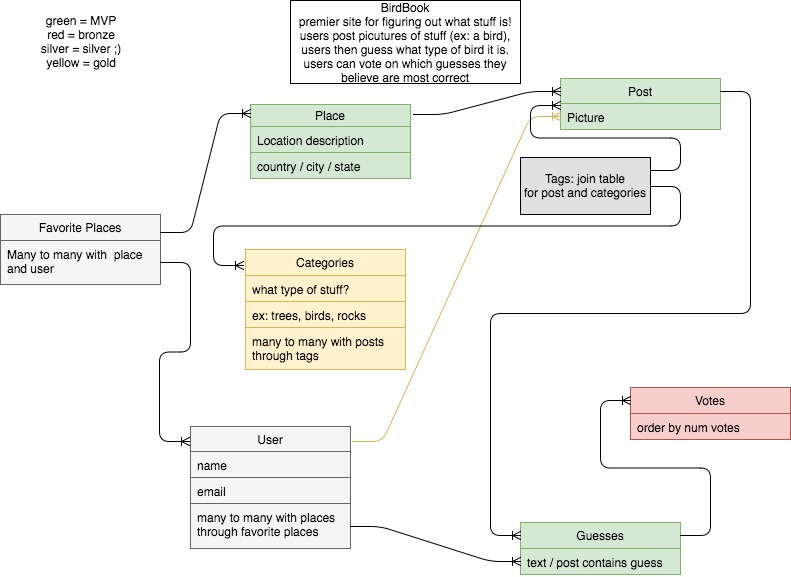 green = MVP
red = bronze
silver = silver ;)
yellow = gold
BirdBook
premier site for figuring out what stuff is!
users post picutures of stuff (ex: a bird),
users then guess what type of bird it is.
users can vote on which guesses they
believe are most correct
Place
Location description
country / city / state
Post
Picture
Tags: join table
for post and categories
Favorite Places
Many to many with  place
and user
Categories
what type of stuff?
ex: trees, birds, rocks
many to many with posts
through tags
Votes
order by num votes
User
name
email
many to many with places
through favorite places
Guesses
text / post contains guess